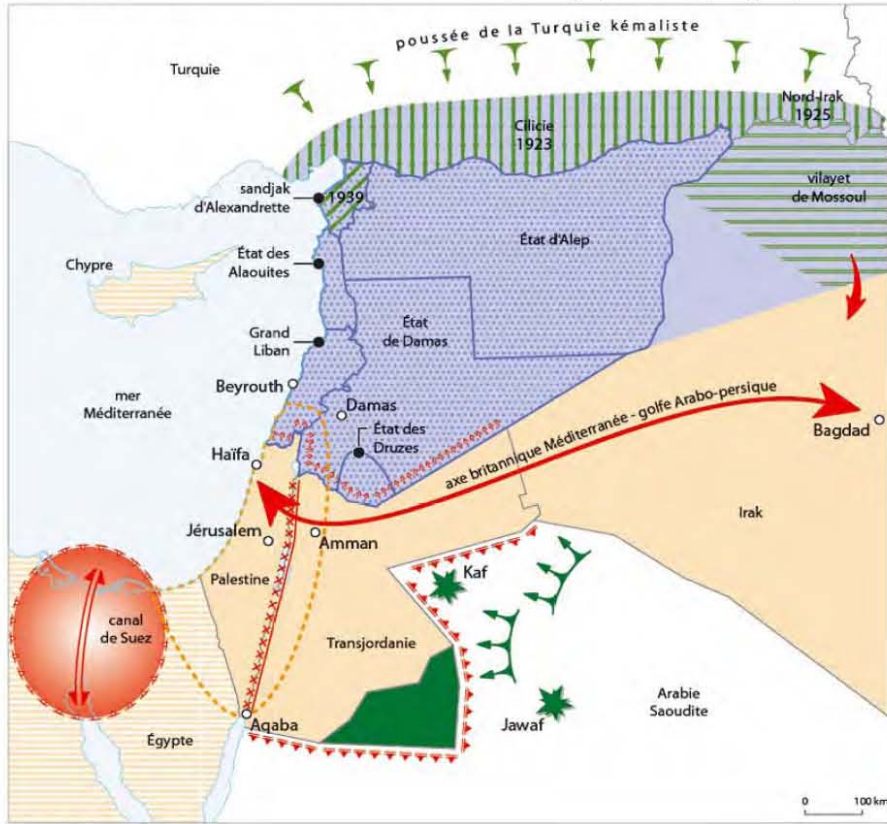 poussée de la Turquie kémaliste
Turquie
Nord-Irak
1925
Cilicie
1923
vilayet
de Mossoul
sandjak
d'Alexandrette
1939
État des
Alaouites
État d'Alep
Chypre
Grand
Liban
État
de Damas
Beyrouth
mer
Méditerranée
Damas
État des
Druzes
axe britannique Méditerranée - golfe Arabo-persique
Bagdad
Haïfa
Irak
Jérusalem
Amman
Palestine
Kaf
canal
de Suez
Transjordanie
Arabie
Saoudite
Jawaf
Aqaba
Égypte
0 100 km